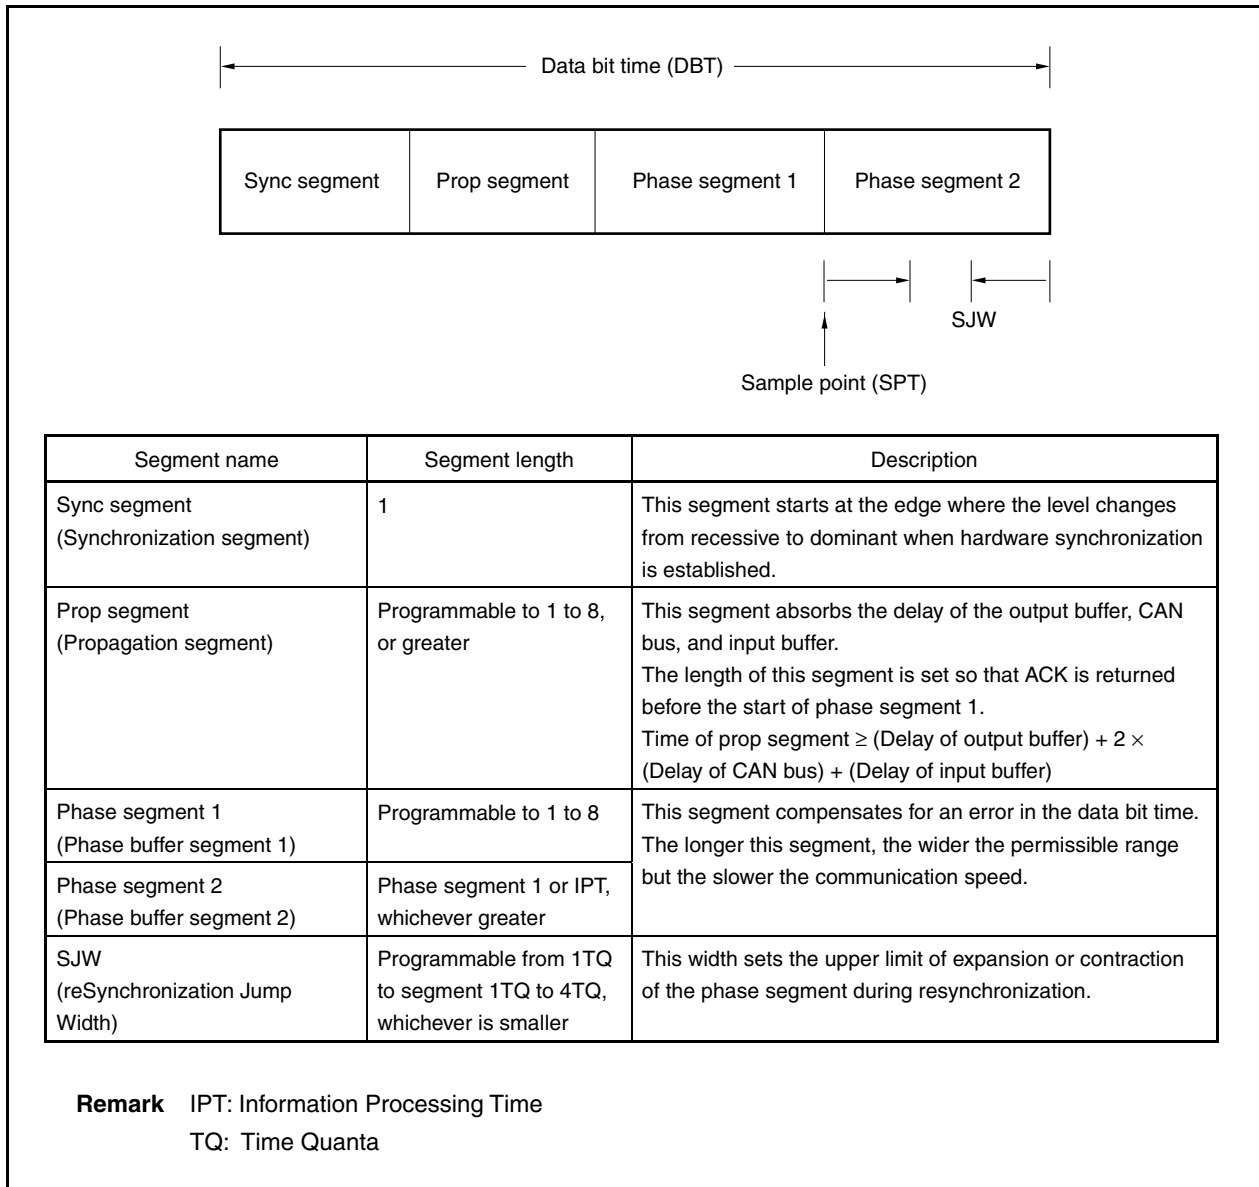 Data bit time (DBT)
Sync segment
Prop segment
Phase segment 1
Phase segment 2
SJW
Sample point (SPT)
Segment name
Segment length
Description
Sync segment
(Synchronization segment)
1
This segment starts at the edge where the level changes
from recessive to dominant when hardware synchronization
is established.
Prop segment
(Propagation segment)
Programmable to 1 to 8,
or greater
This segment absorbs the delay of the output buffer, CAN
bus, and input buffer.
The length of this segment is set so that ACK is returned
before the start of phase segment 1.
Time of prop segment ≥ (Delay of output buffer) + 2 ×
(Delay of CAN bus) + (Delay of input buffer)
Phase segment 1
(Phase buffer segment 1)
Programmable to 1 to 8
This segment compensates for an error in the data bit time.
The longer this segment, the wider the permissible range
but the slower the communication speed.
Phase segment 2
(Phase buffer segment 2)
Phase segment 1 or IPT,
whichever greater
SJW
(reSynchronization Jump
Width)
Programmable from 1TQ
to segment 1TQ to 4TQ,
whichever is smaller
This width sets the upper limit of expansion or contraction
of the phase segment during resynchronization.
Remark IPT: Information Processing Time
TQ: Time Quanta